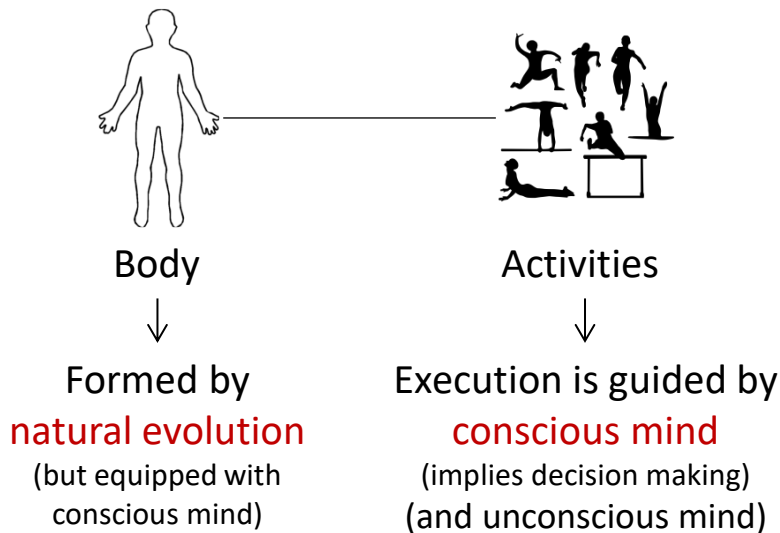 Body
Formed by
natural evolution
(but equipped with
conscious mind)
Activities
Execution is guided by
conscious mind
(implies decision making)
(and unconscious mind)